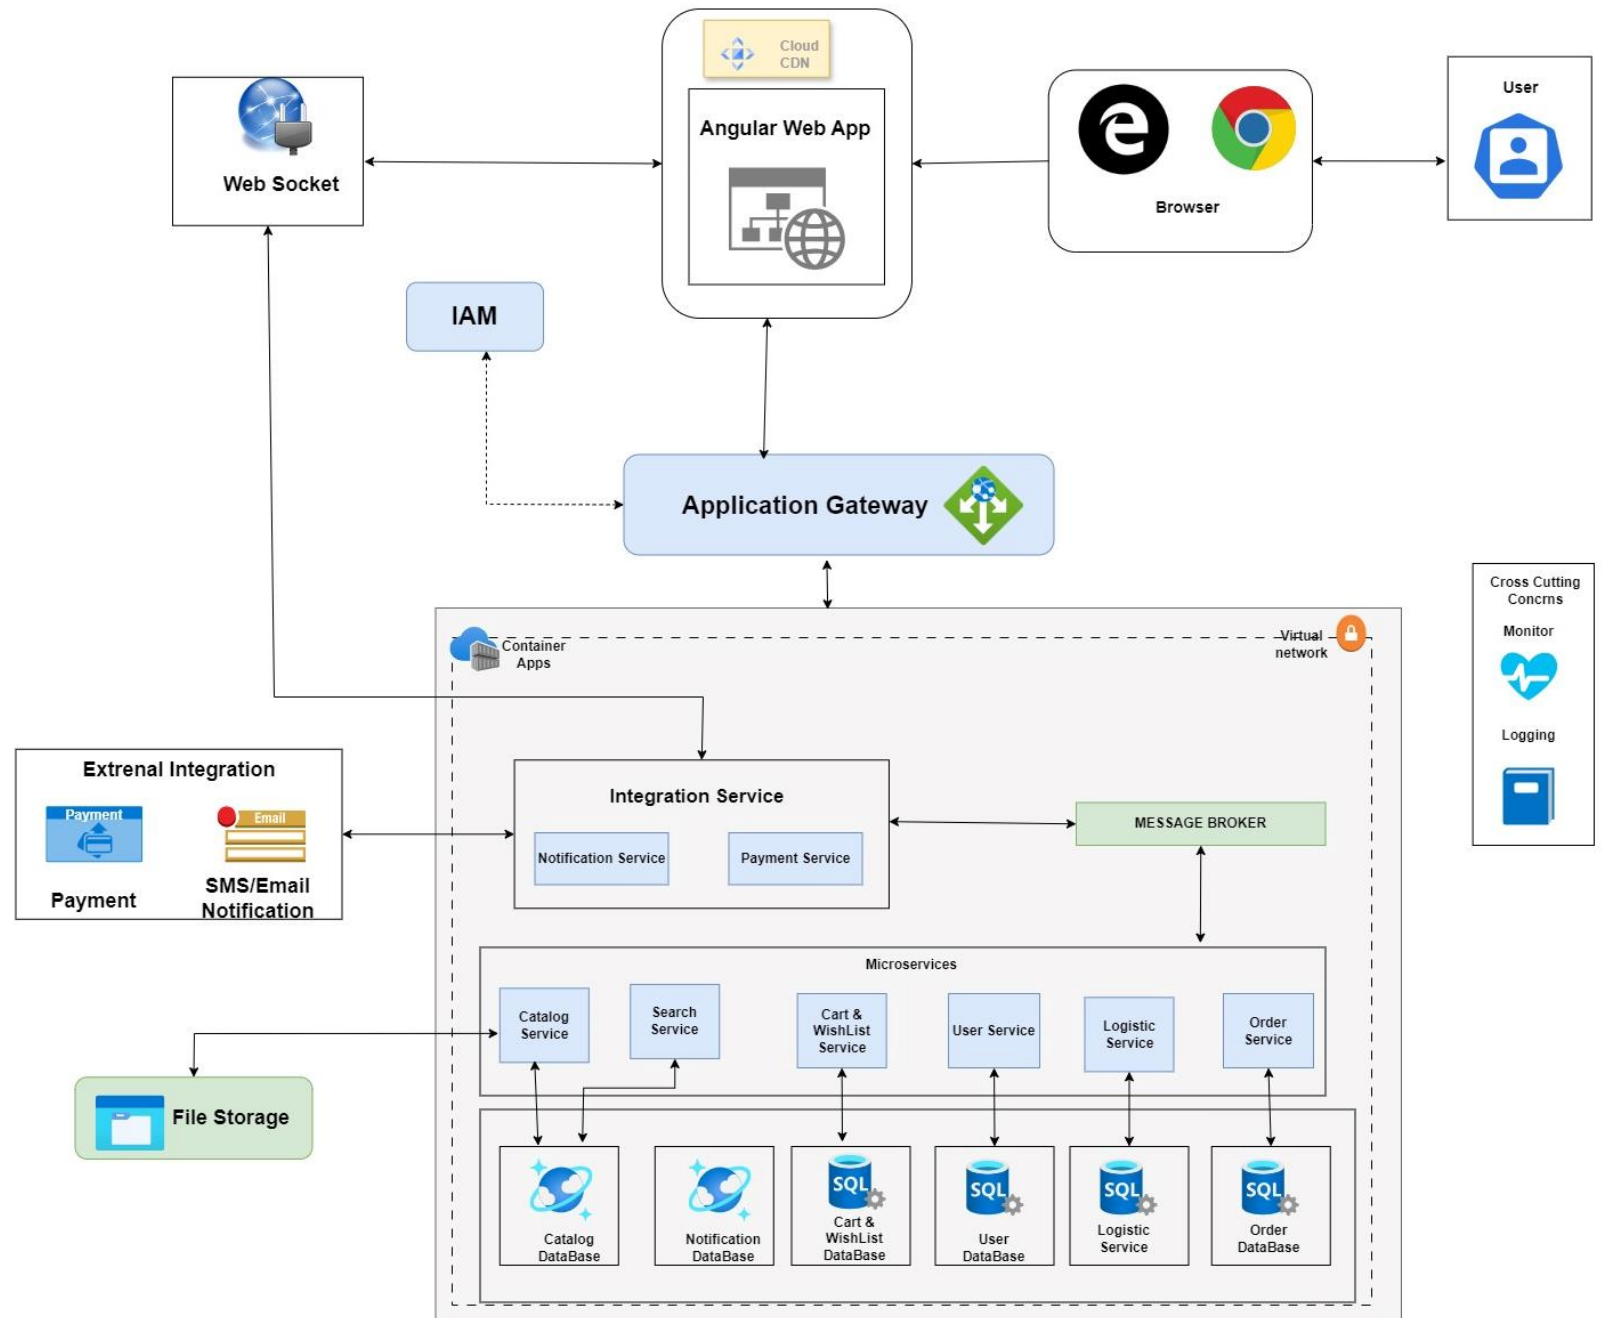 Cloud
CDN
Angular Web App
Web Socket
Browser
User
IAM
Application Gateway
Cross Cutting
Concrns
Monitor
Logging
Container
Apps
Virtual
network
Extrenal Integration
Payment
Email
Payment
SMS/Email
Notification
Integration Service
Notification Service
Payment Service
MESSAGE BROKER
Microservices
Catalog
Service
Search
Service
Cart &
WishList
Service
User Service
Logistic
Service
Order
Service
File Storage
Catalog
DataBase
Notification
DataBase
SQL
Cart &
WishList
DataBase
SQL
User
DataBase
SQL
Logistic
Service
SQL
Order
DataBase